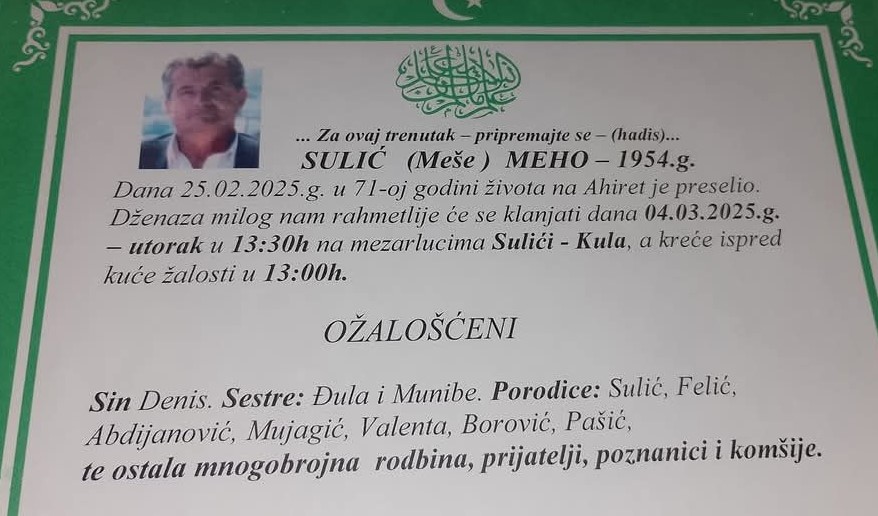 ... Za ovaj trenutak – pripremajte se – (hadis)...
SULIĆ (Meše ) MEHO – 1954.g.
Dana 25.02.2025.g. u 71-oj godini života na Ahiret je preselio.
Dženaza milog nam rahmetlije će se klanjati dana 04.03.2025.g.
– utorak u 13:30h na mezarlucima Sulići - Kula, a kreće ispred
kuće žalosti u 13:00h.
OŽALOŠĆENI
Sin Denis. Sestre: Đula i Munibe. Porodice: Sulić, Felić,
Abdijanović, Mujagić, Valenta, Borović, Pašić,
te ostala mnogobrojna rodbina, prijatelji, poznanici i komšije.